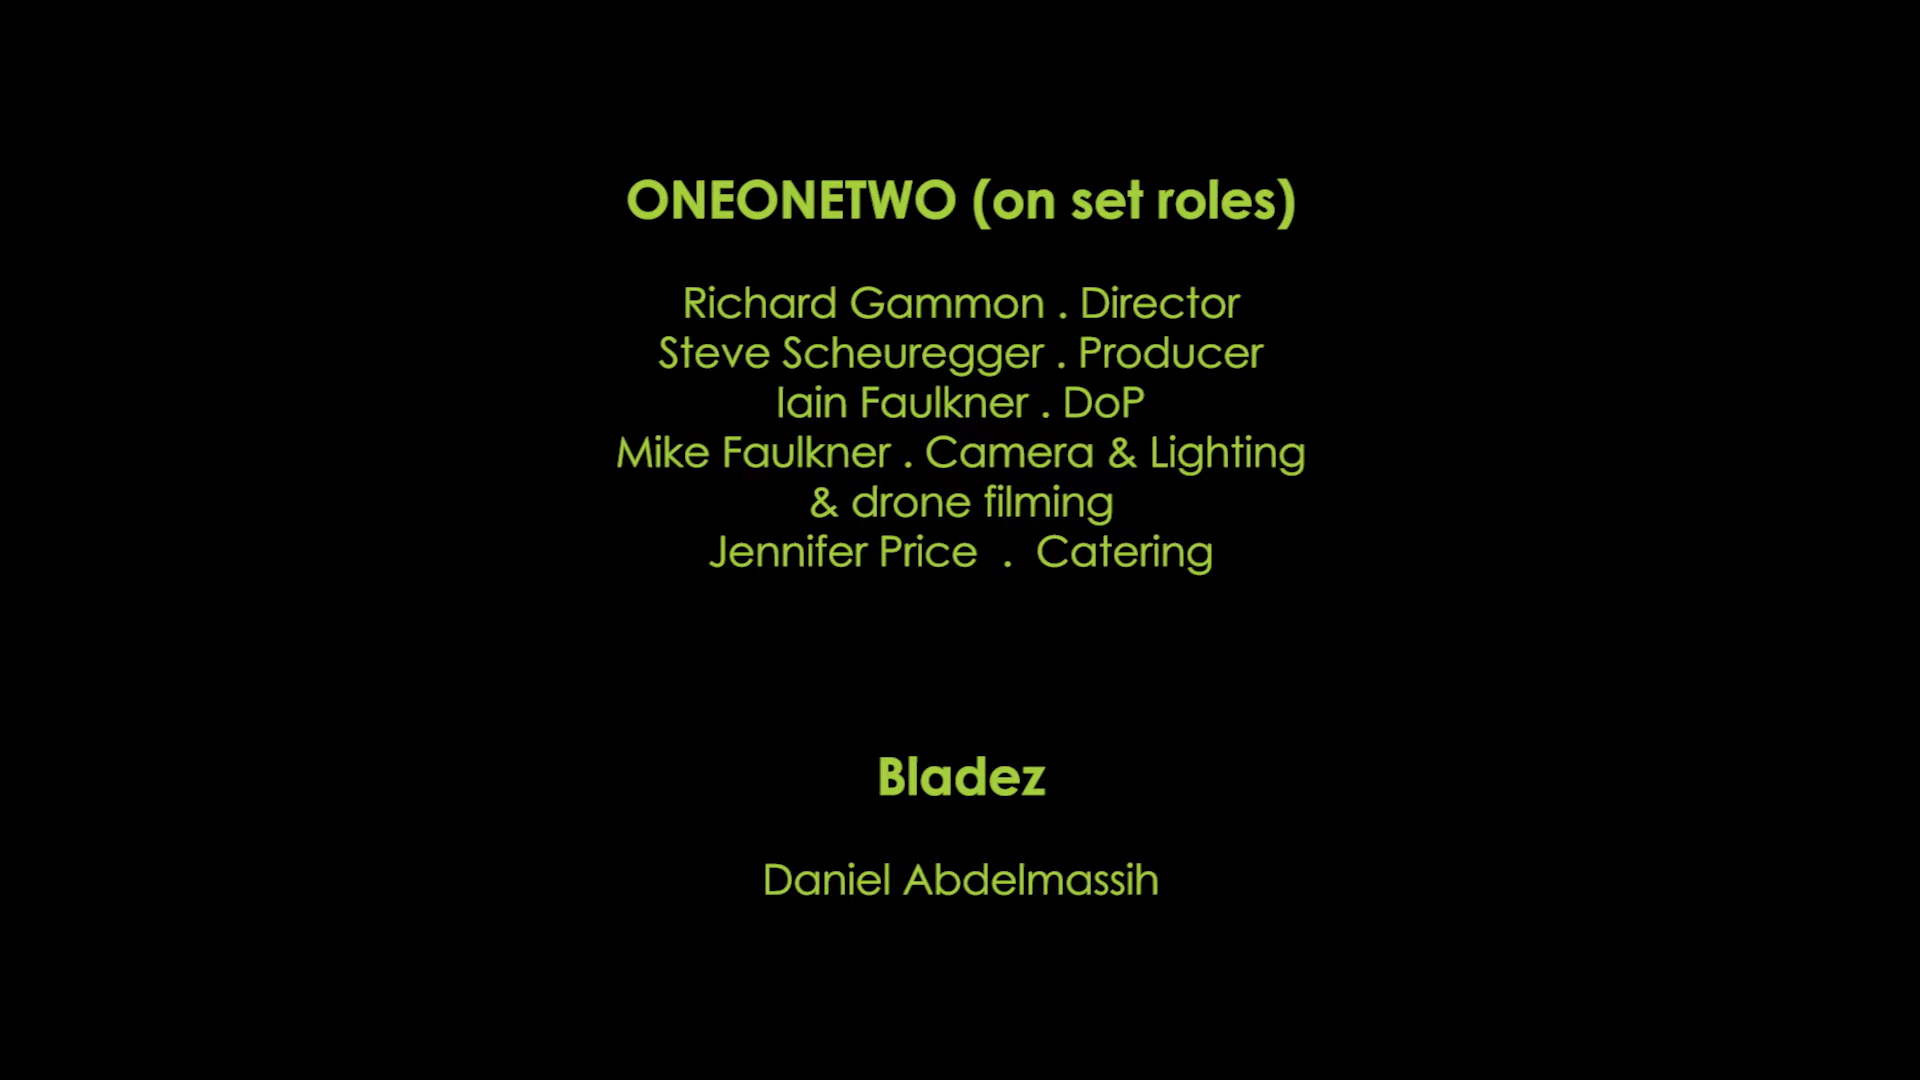 ONEONETWO (on set roles)
Richard Gammon . Director
Steve Scheuregger . Producer
Iain Faulkner . DoP
Mike Faulkner . Camera & Lighting
& drone filming
Jennifer Price . Catering
Bladez
Daniel Abdelmassih